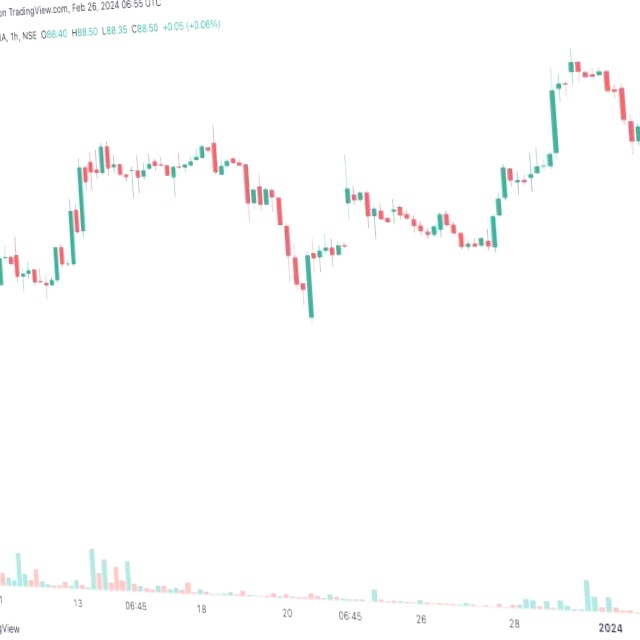 on TradingView.com, Feb 26, 2024 06:55 UTC
1h, NSE O88.40 H88.50 L88.35 C88.50 +0.05 (+0.06%)
13 06:45 18 20 06:45 26 28 2024
gView